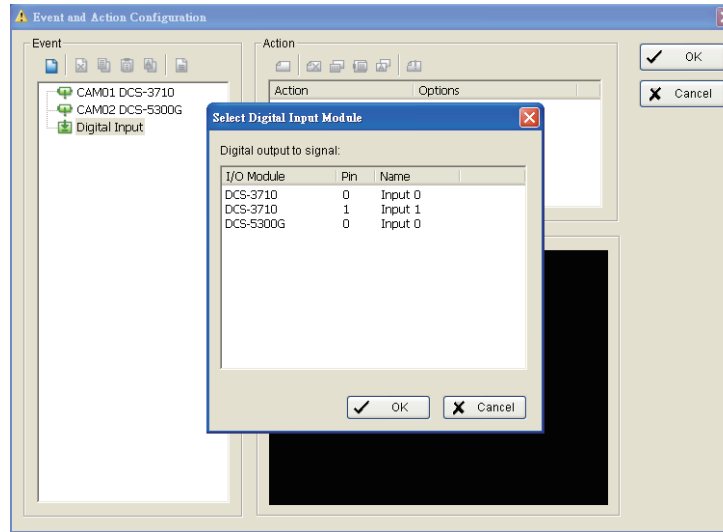 Event and Action Configuration
Event
CAM01 DCS-3710
CAM02 DCS-5300G
Digital Input
Action
Action Options
OK
Cancel
Select Digital Input Module
Digital output to signal:
I/O Module Pin Name
DCS-3710 0 Input 0
DCS-3710 1 Input 1
DCS-5300G 0 Input 0
OK Cancel